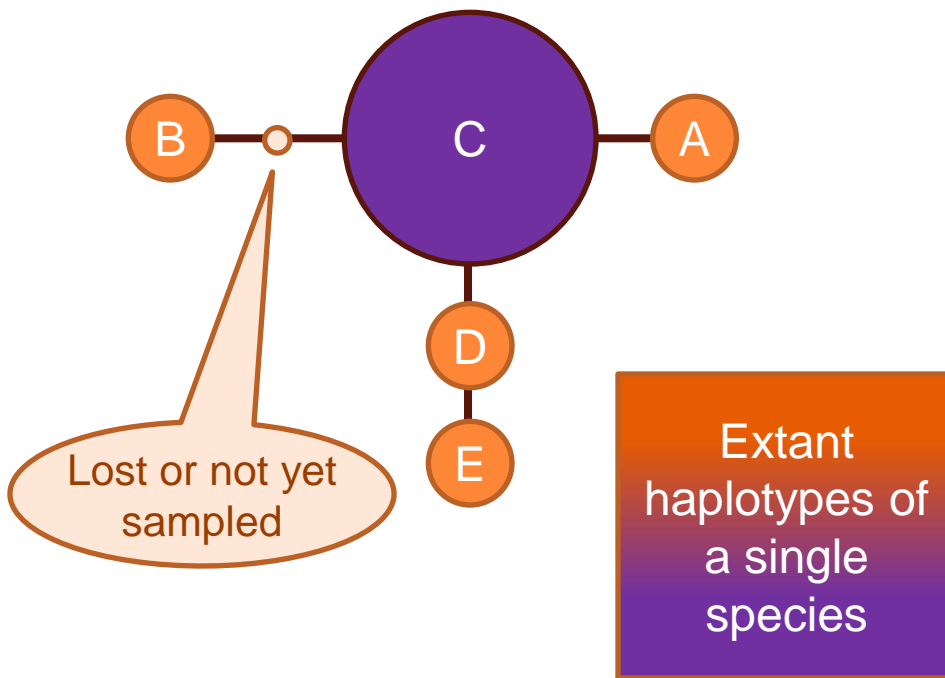 B
C
A
D
E
Lost or not yet
sampled
Extant
haplotypes of
a single
species